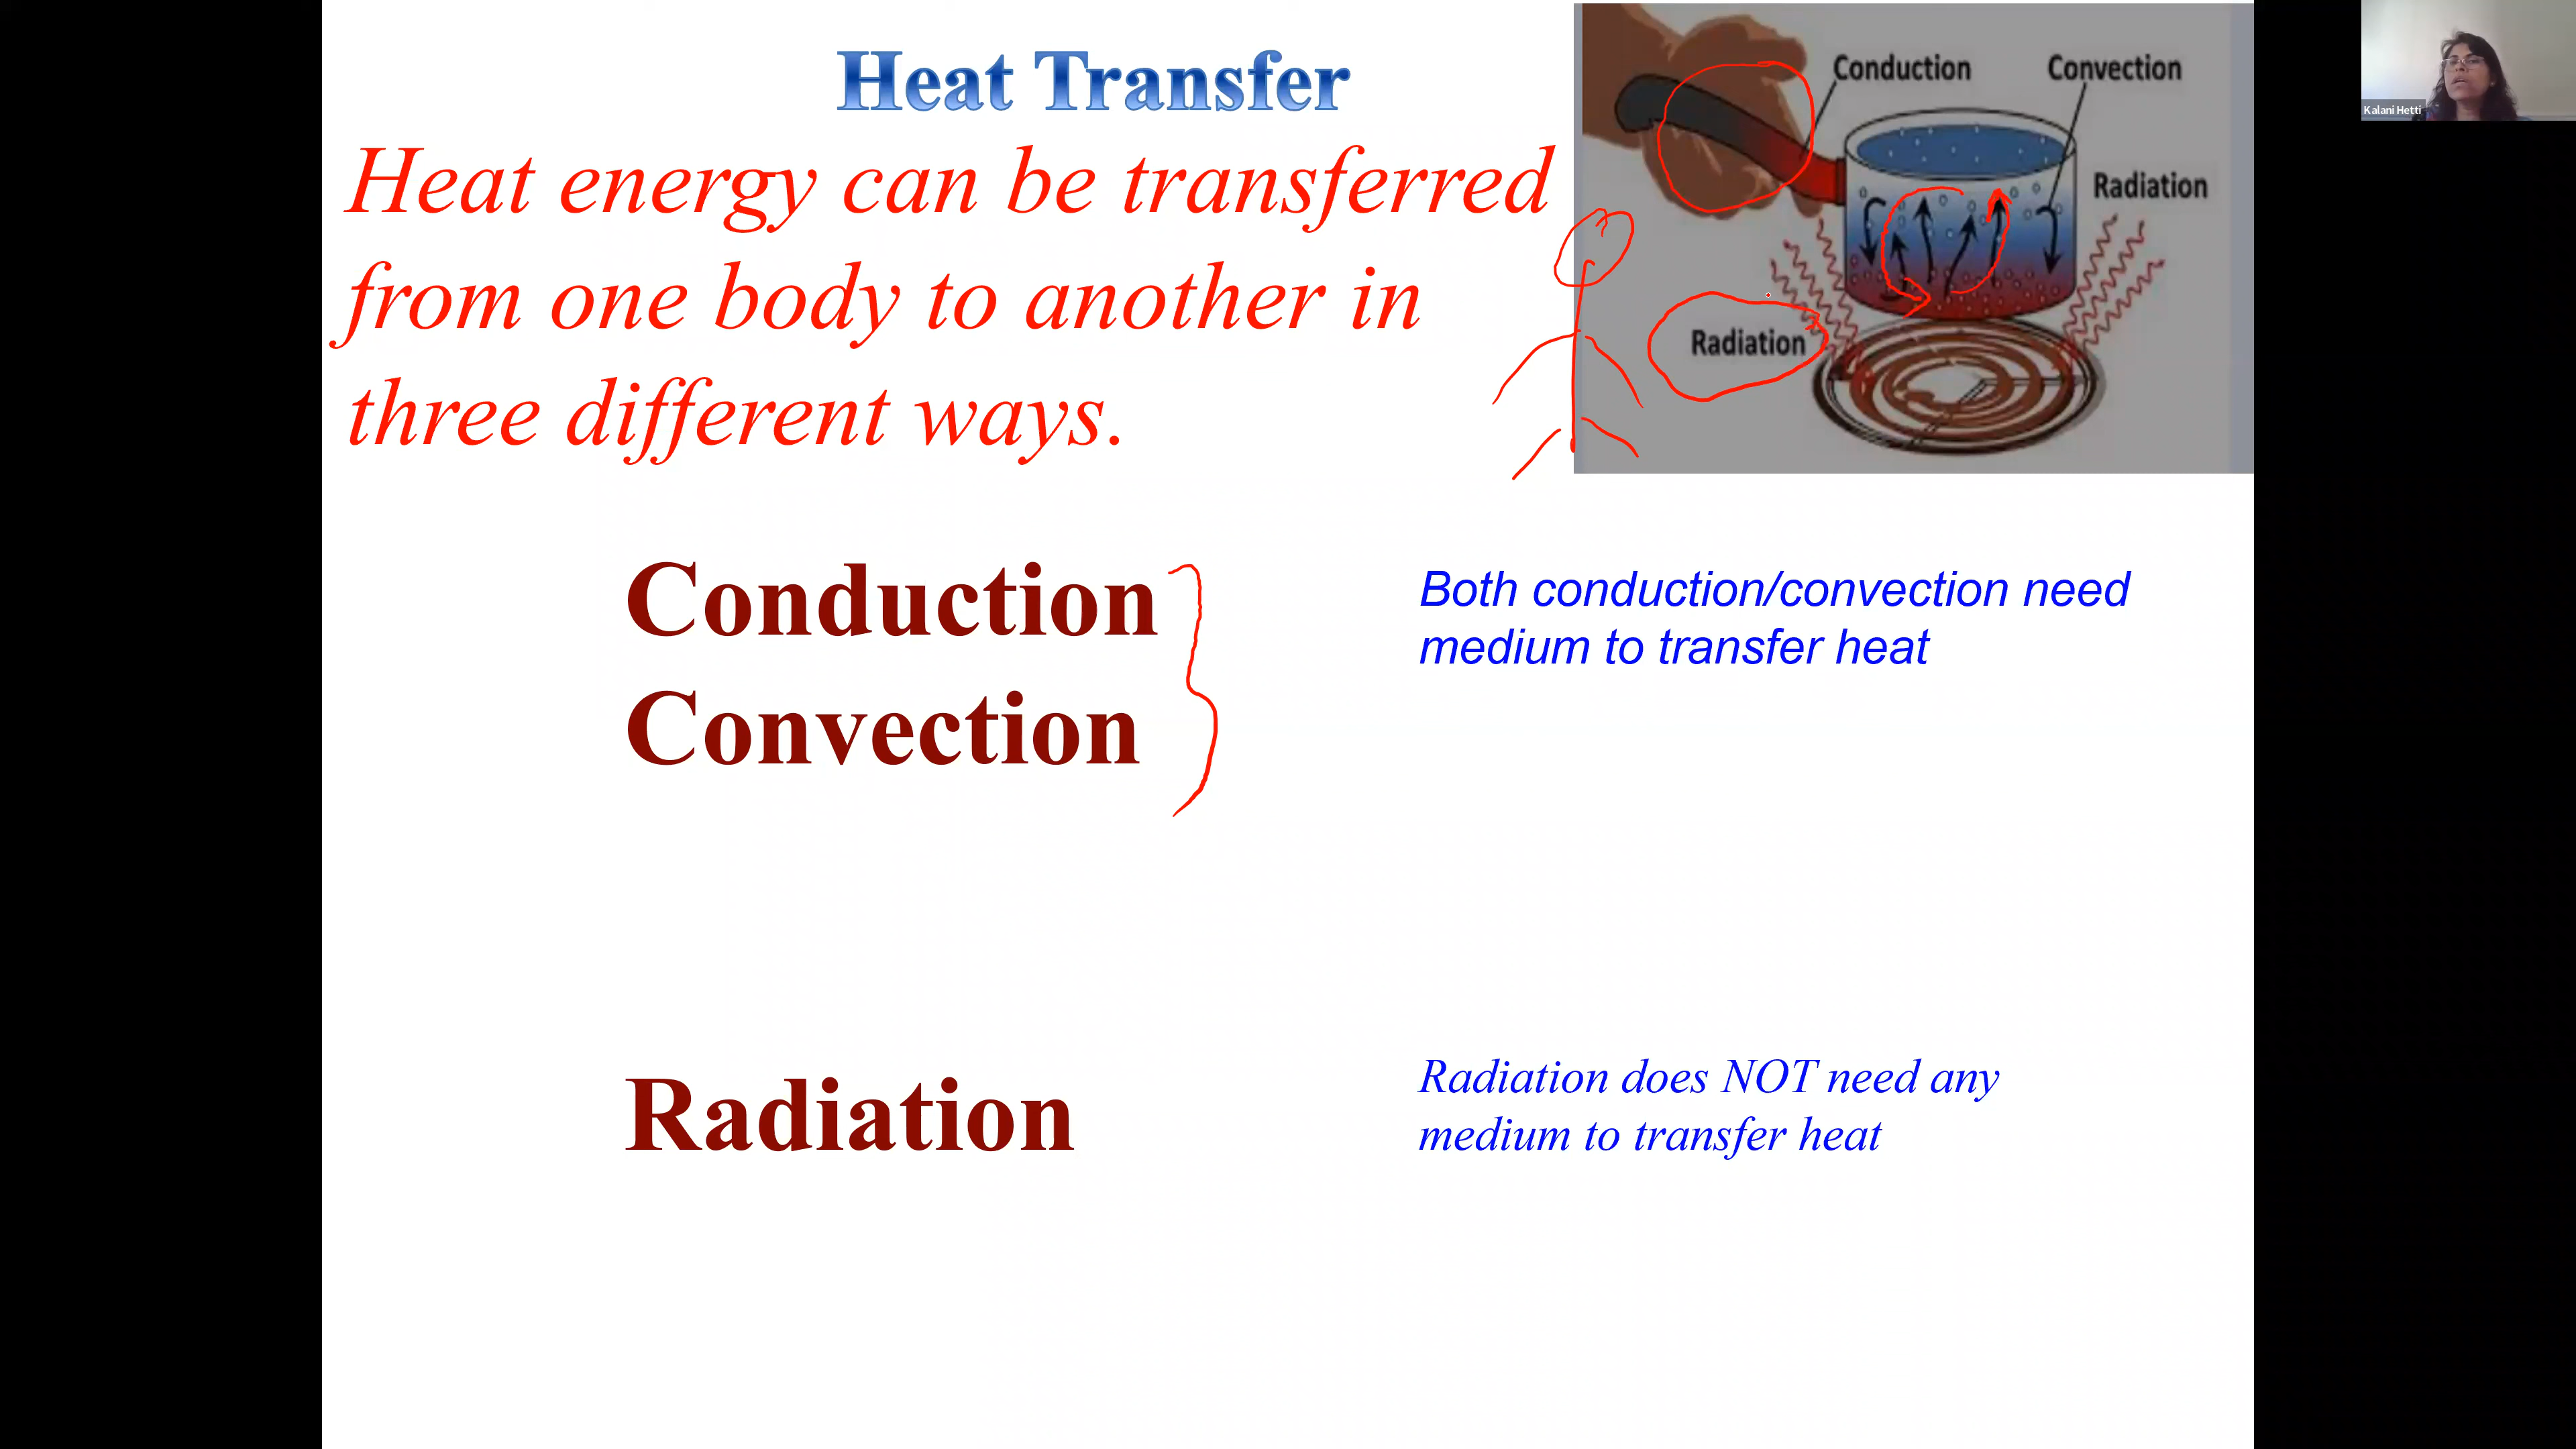 Heat Transfer
Heat energy can be transferred
from one body to another in
three different ways.
Conduction
Convection
Radiation
Radiation
Kalani Hetti
Conduction
Convection
Both conduction/convection need
medium to transfer heat
Radiation
Radiation does NOT need any
medium to transfer heat